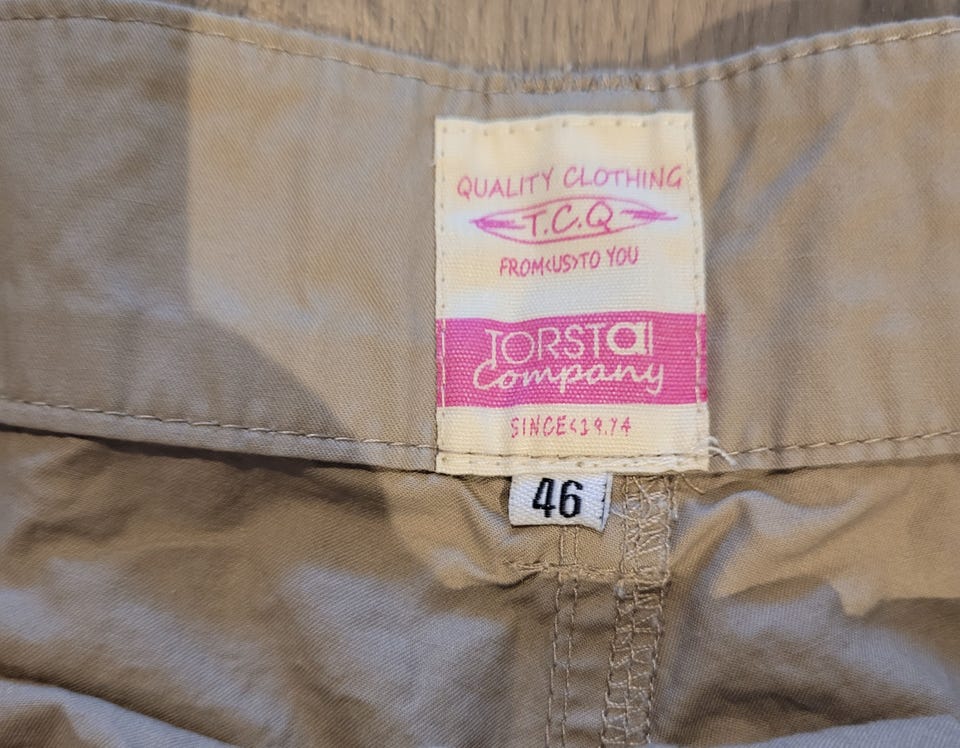 QUALITY CLOTHING
T.C.Q
FROM<US>TO YOU
TORSTAI
Company
SINCE<19.74
46